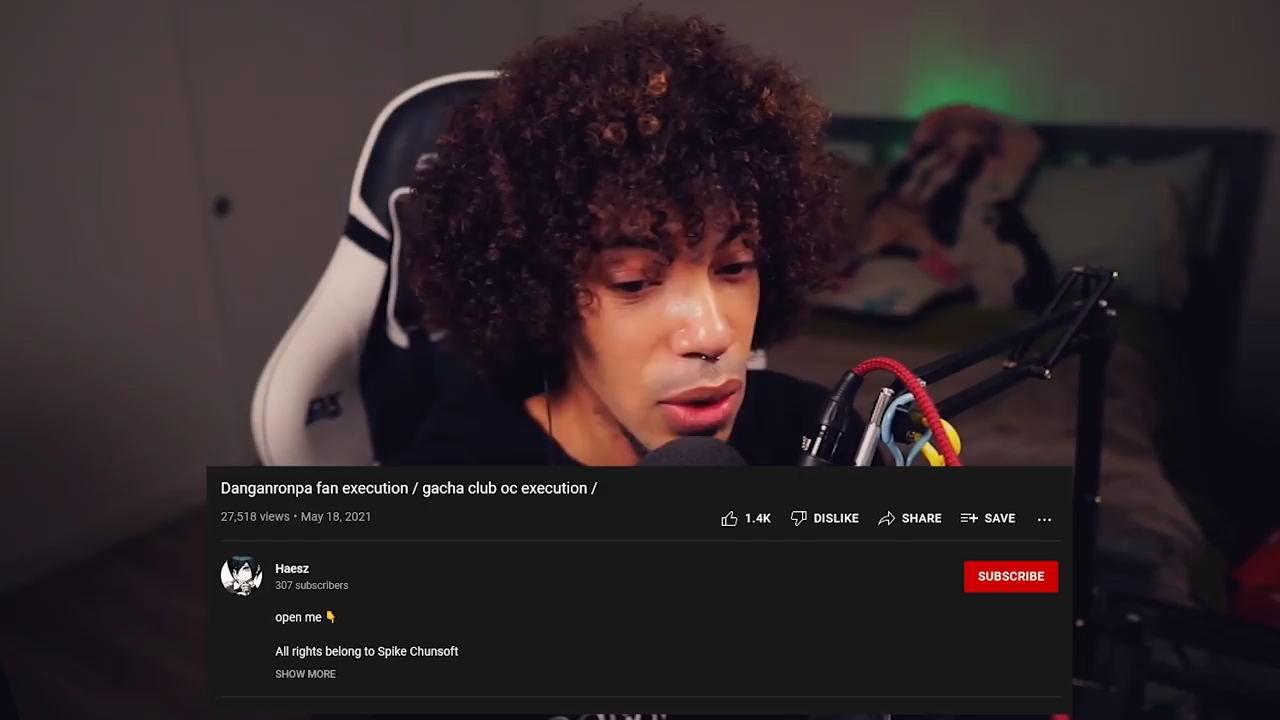 Danganronpa fan execution / gacha club oc execution /
27,518 views • May 18, 2021
1.4K DISLIKE SHARE SAVE ...
Haesz
307 subscribers
SUBSCRIBE
open me 👇
All rights belong to Spike Chunsoft
SHOW MORE